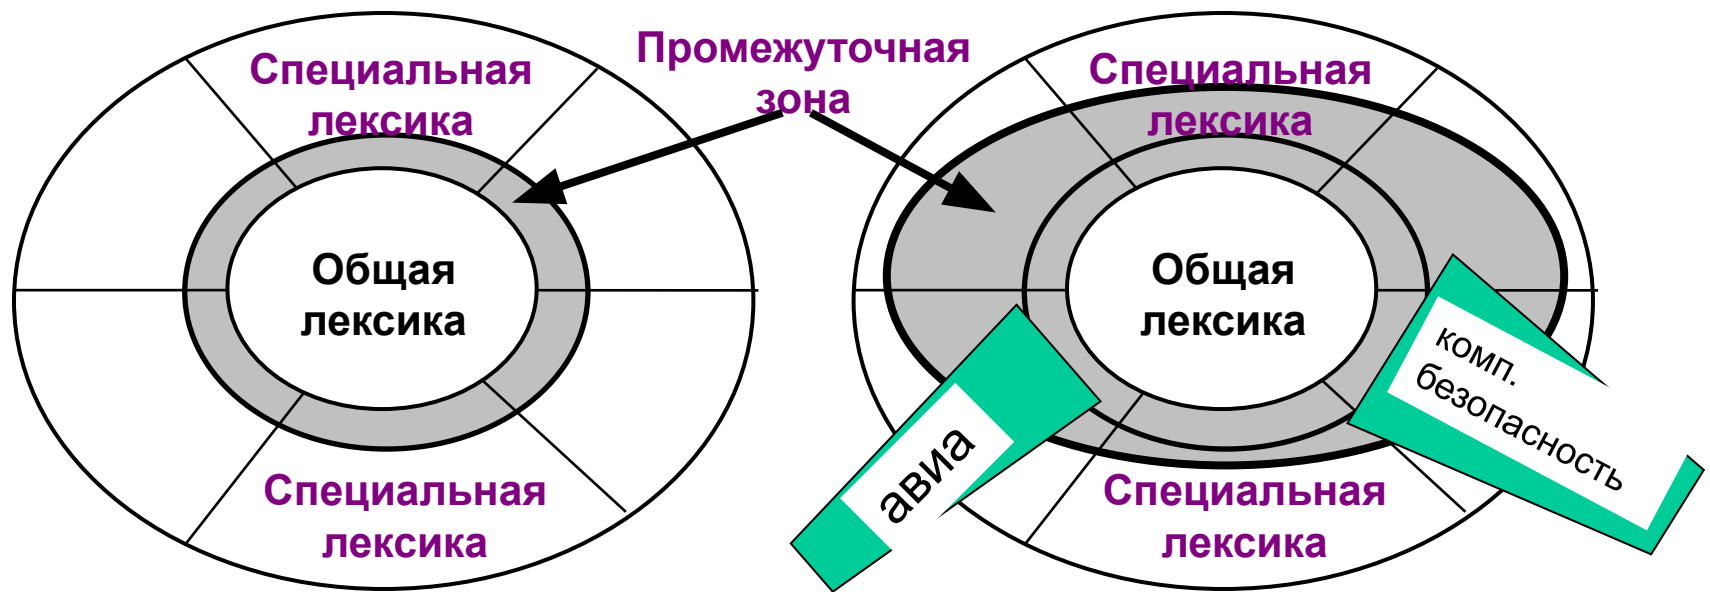 Промежуточная
зона
Специальная
лексика
Общая
лексика
Специальная
лексика
Специальная
лексика
Общая
лексика
Специальная
лексика
авиа
комп.
безопасность